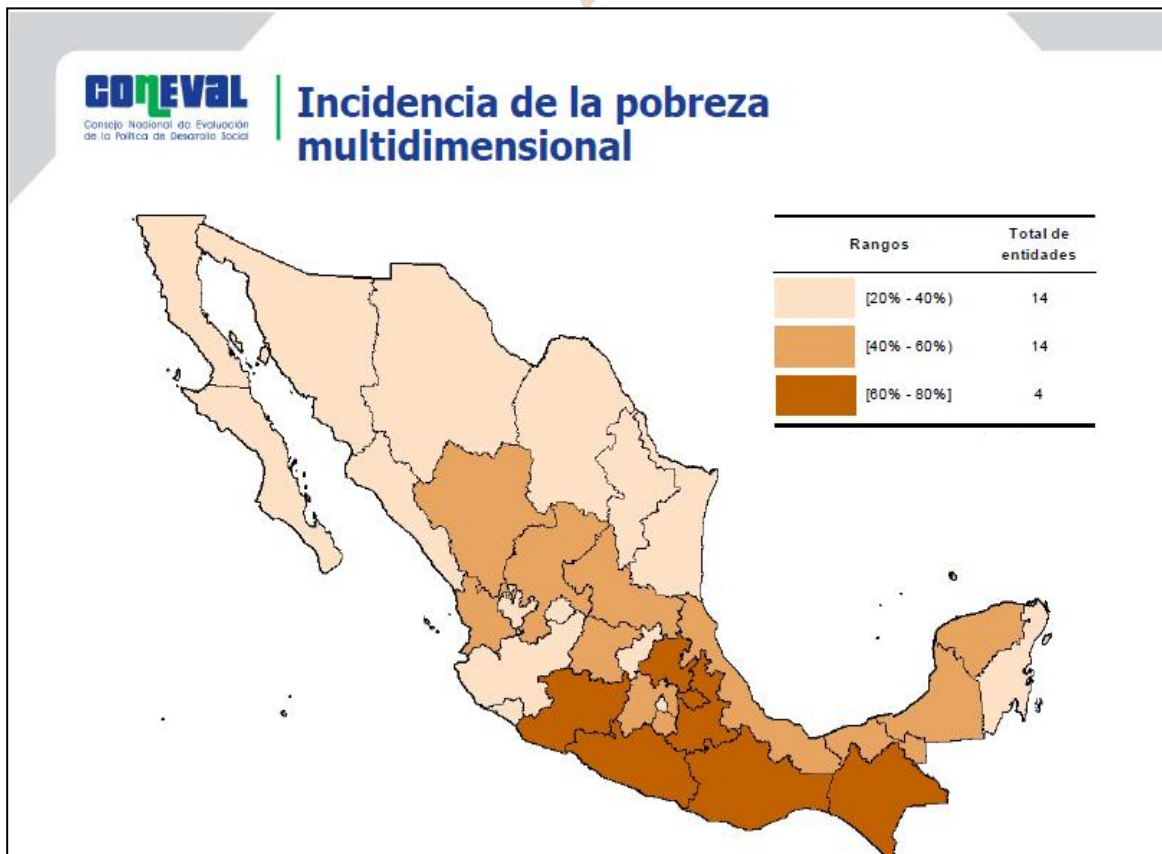 CONEVAL
Consejo Nacional de Evaluación
de la Política de Desarrollo Social
Incidencia de la pobreza
multidimensional
Rangos Total de
entidades
[20% - 40%) 14
[40% - 60%) 14
[60% - 80%] 4